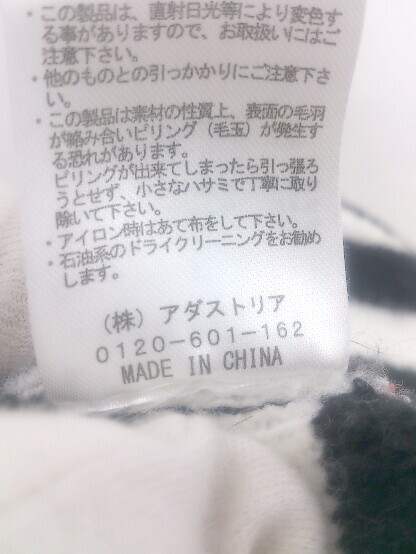 ・この製品は、直射日光等により変色す
る事がありますので、お取扱いにはご
注意下さい。
・他のものとの引っかかりにご注意下さ
い。
・この製品は素材の性質上、表面の毛羽
が絡み合いピリング（毛玉）が発生す
る恐れがあります。
ピリングが出来てしまったら引っ張ろ
うとせず、小さなハサミで丁寧に取り
除いて下さい。
・アイロン時はあて布をして下さい。
・石油系のドライクリーニングをお勧め
します。
（株）アダストリア
0120-601-162
MADE IN CHINA